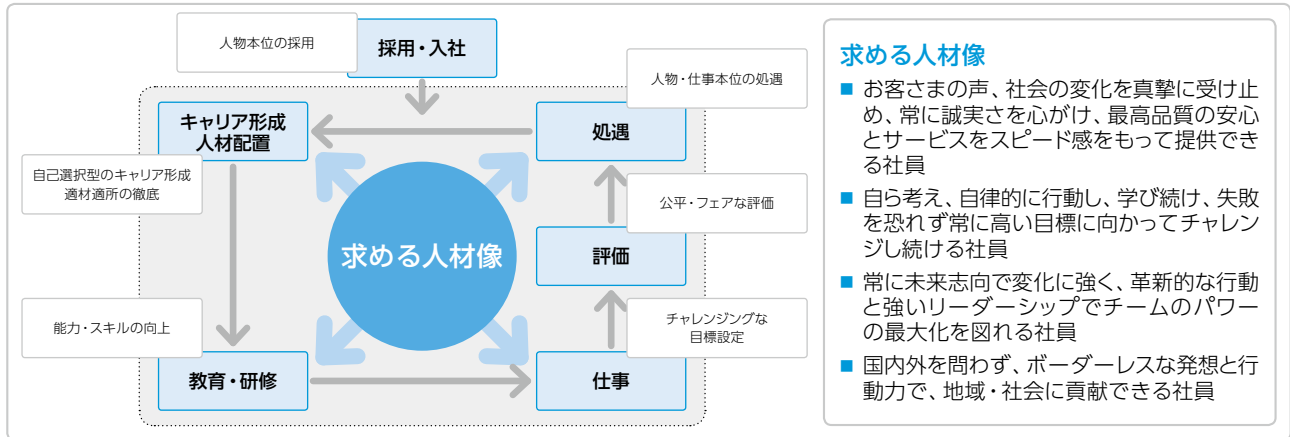 人物本位の採用
採用・入社
人物・仕事本位の処遇
キャリア形成
人材配置
処遇
自己選択型のキャリア形成
適材適所の徹底
公平・フェアな評価
求める人材像
評価
能力・スキルの向上
チャレンジングな
目標設定
教育・研修
仕事
求める人材像
■ お客さまの声、社会の変化を真摯に受け止
め、常に誠実さを心がけ、最高品質の安心
とサービスをスピード感をもって提供でき
る社員
■ 自ら考え、自律的に行動し、学び続け、失敗
を恐れず常に高い目標に向かってチャレン
ジし続ける社員
■ 常に未来志向で変化に強く、革新的な行動
と強いリーダーシップでチームのパワー
の最大化を図れる社員
■ 国内外を問わず、ボーダーレスな発想と行
動力で、地域・社会に貢献できる社員